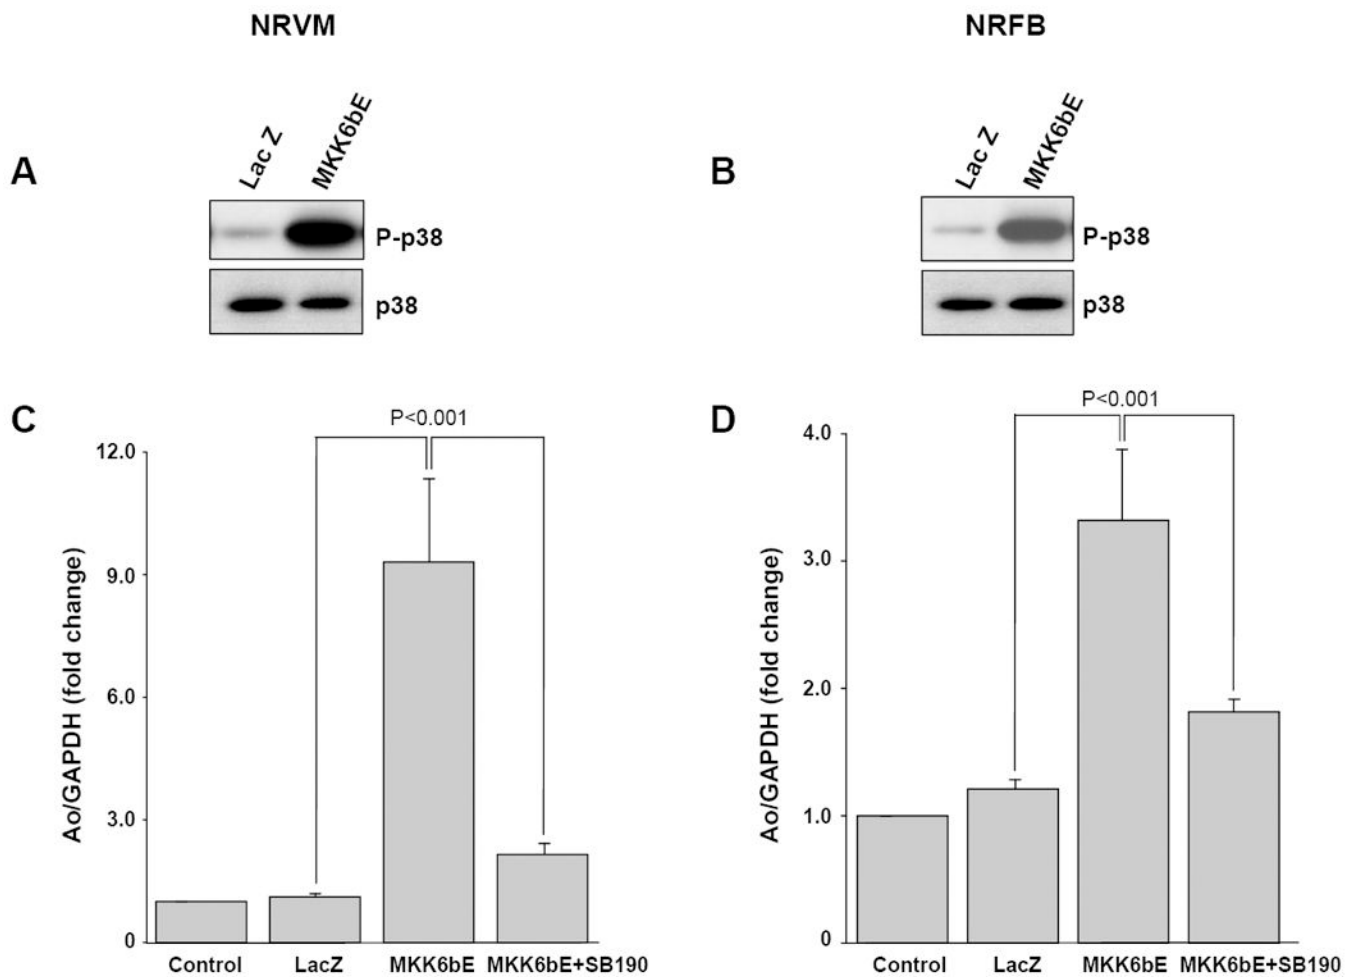 NRVM
NRFB
A
Lac Z
MKK6bE
P-p38
p38
B
Lac Z
MKK6bE
P-p38
p38
C
P<0.001
12.0
9.0
6.0
3.0
0
Ao/GAPDH (fold change)
Control
LacZ
MKK6bE
MKK6bE+SB190
D
P<0.001
4.0
3.0
2.0
1.0
0
Ao/GAPDH (fold change)
Control
LacZ
MKK6bE
MKK6bE+SB190